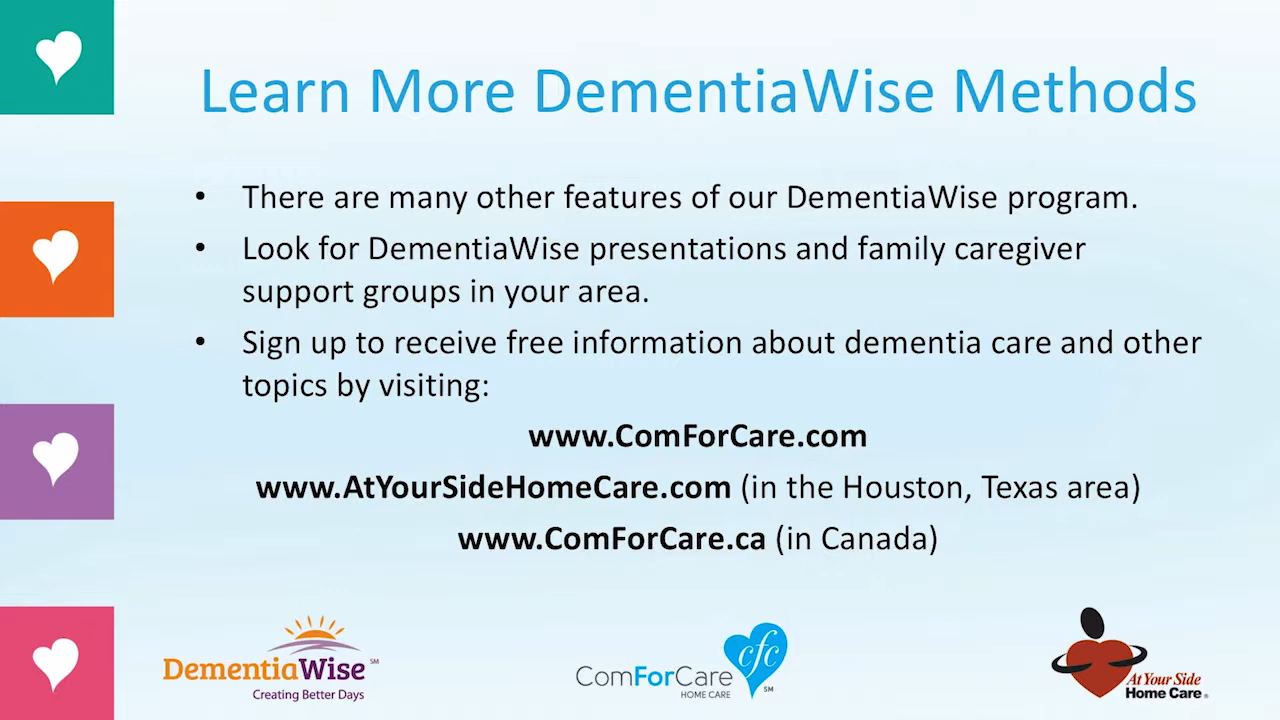 Learn More DementiaWise Methods
• There are many other features of our DementiaWise program.
• Look for DementiaWise presentations and family caregiver
support groups in your area.
• Sign up to receive free information about dementia care and other
topics by visiting:
www.ComForCare.com
www.AtYourSideHomeCare.com (in the Houston, Texas area)
www.ComForCare.ca (in Canada)
DementiaWise SM
Creating Better Days
ComForCare
HOME CARE
cfc SM
At Your Side
Home Care®